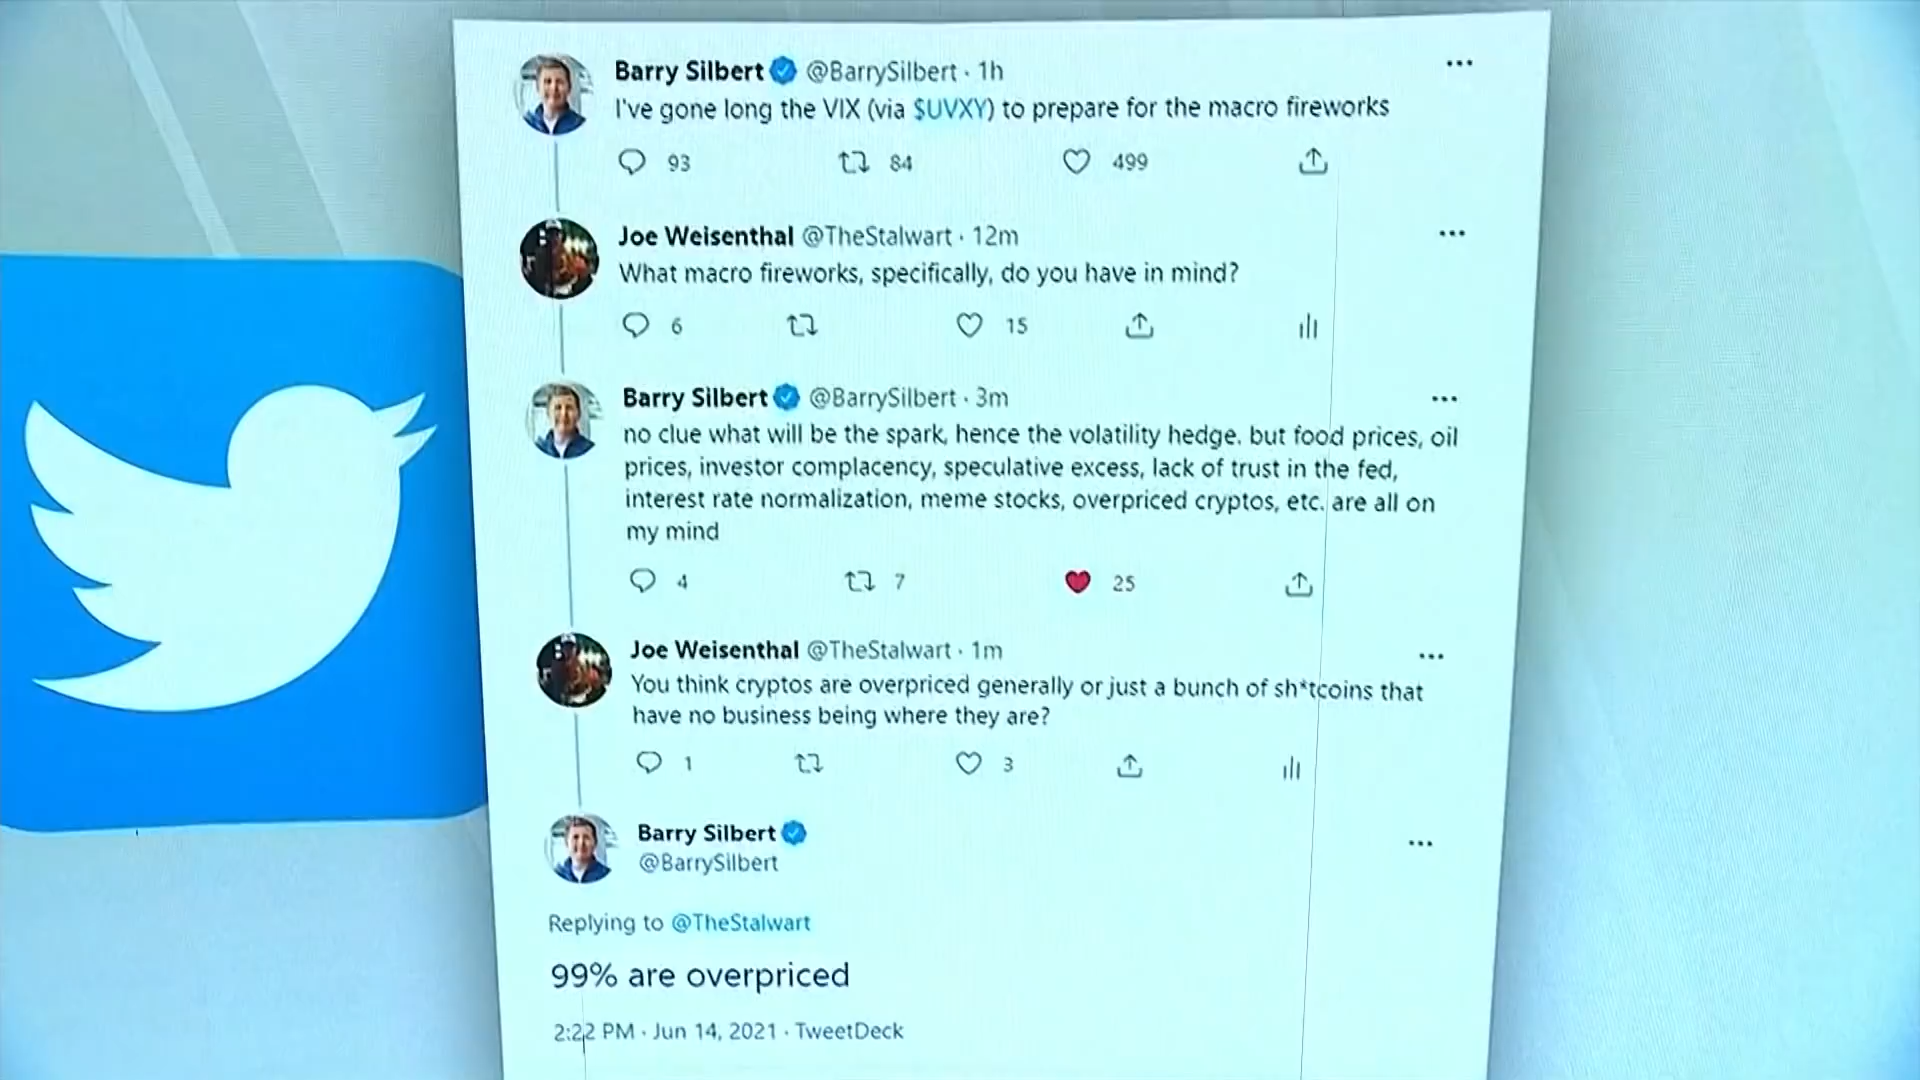 Barry Silbert @BarrySilbert · 1h
I've gone long the VIX (via $UVXY) to prepare for the macro fireworks
93 84 499
Joe Weisenthal @TheStalwart · 12m
What macro fireworks, specifically, do you have in mind?
6 15
Barry Silbert @BarrySilbert · 3m
no clue what will be the spark, hence the volatility hedge. but food prices, oil
prices, investor complacency, speculative excess, lack of trust in the fed,
interest rate normalization, meme stocks, overpriced cryptos, etc. are all on
my mind
4 7 25
Joe Weisenthal @TheStalwart · 1m
You think cryptos are overpriced generally or just a bunch of sh*tcoins that
have no business being where they are?
1 3
Barry Silbert
@BarrySilbert
Replying to @TheStalwart
99% are overpriced
2:22 PM · Jun 14, 2021 · TweetDeck